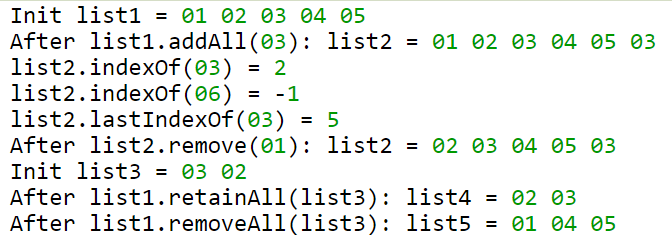 Init list1 = 01 02 03 04 05
After list1.addAll(03): list2 = 01 02 03 04 05 03
list2.indexOf(03) = 2
list2.indexOf(06) = -1
list2.lastIndexOf(03) = 5
After list2.remove(01): list2 = 02 03 04 05 03
Init list3 = 03 02
After list1.retainAll(list3): list4 = 02 03
After list1.removeAll(list3): list5 = 01 04 05